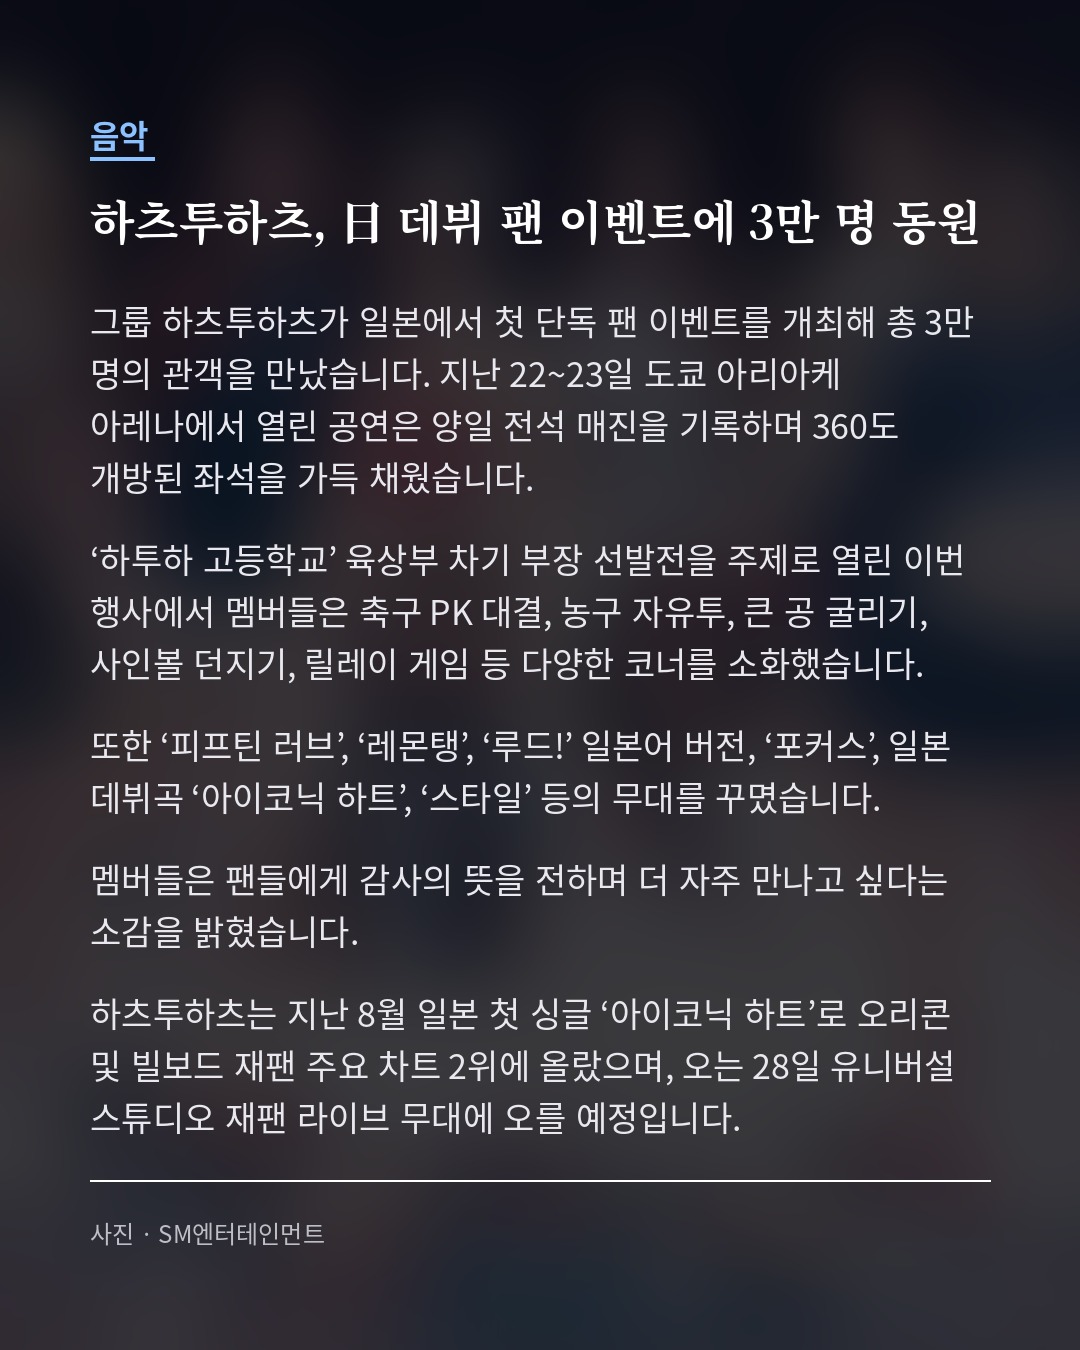 음악
하츠투하츠, 日 데뷔 팬 이벤트에 3만 명 동원
그룹 하츠투하츠가 일본에서 첫 단독 팬 이벤트를 개최해 총 3만
명의 관객을 만났습니다. 지난 22~23일 도쿄 아리아케
아레나에서 열린 공연은 양일 전석 매진을 기록하며 360도
개방된 좌석을 가득 채웠습니다.
‘하투하 고등학교’ 육상부 차기 부장 선발전을 주제로 열린 이번
행사에서 멤버들은 축구 PK 대결, 농구 자유투, 큰 공 굴리기,
사인볼 던지기, 릴레이 게임 등 다양한 코너를 소화했습니다.
또한 ‘피프틴 러브’, ‘레몬탱’, ‘루드!’ 일본어 버전, ‘포커스’, 일본
데뷔곡 ‘아이코닉 하트’, ‘스타일’ 등의 무대를 꾸몄습니다.
멤버들은 팬들에게 감사의 뜻을 전하며 더 자주 만나고 싶다는
소감을 밝혔습니다.
하츠투하츠는 지난 8월 일본 첫 싱글 ‘아이코닉 하트’로 오리콘
및 빌보드 재팬 주요 차트 2위에 올랐으며, 오는 28일 유니버설
스튜디오 재팬 라이브 무대에 오를 예정입니다.
사진 · SM엔터테인먼트